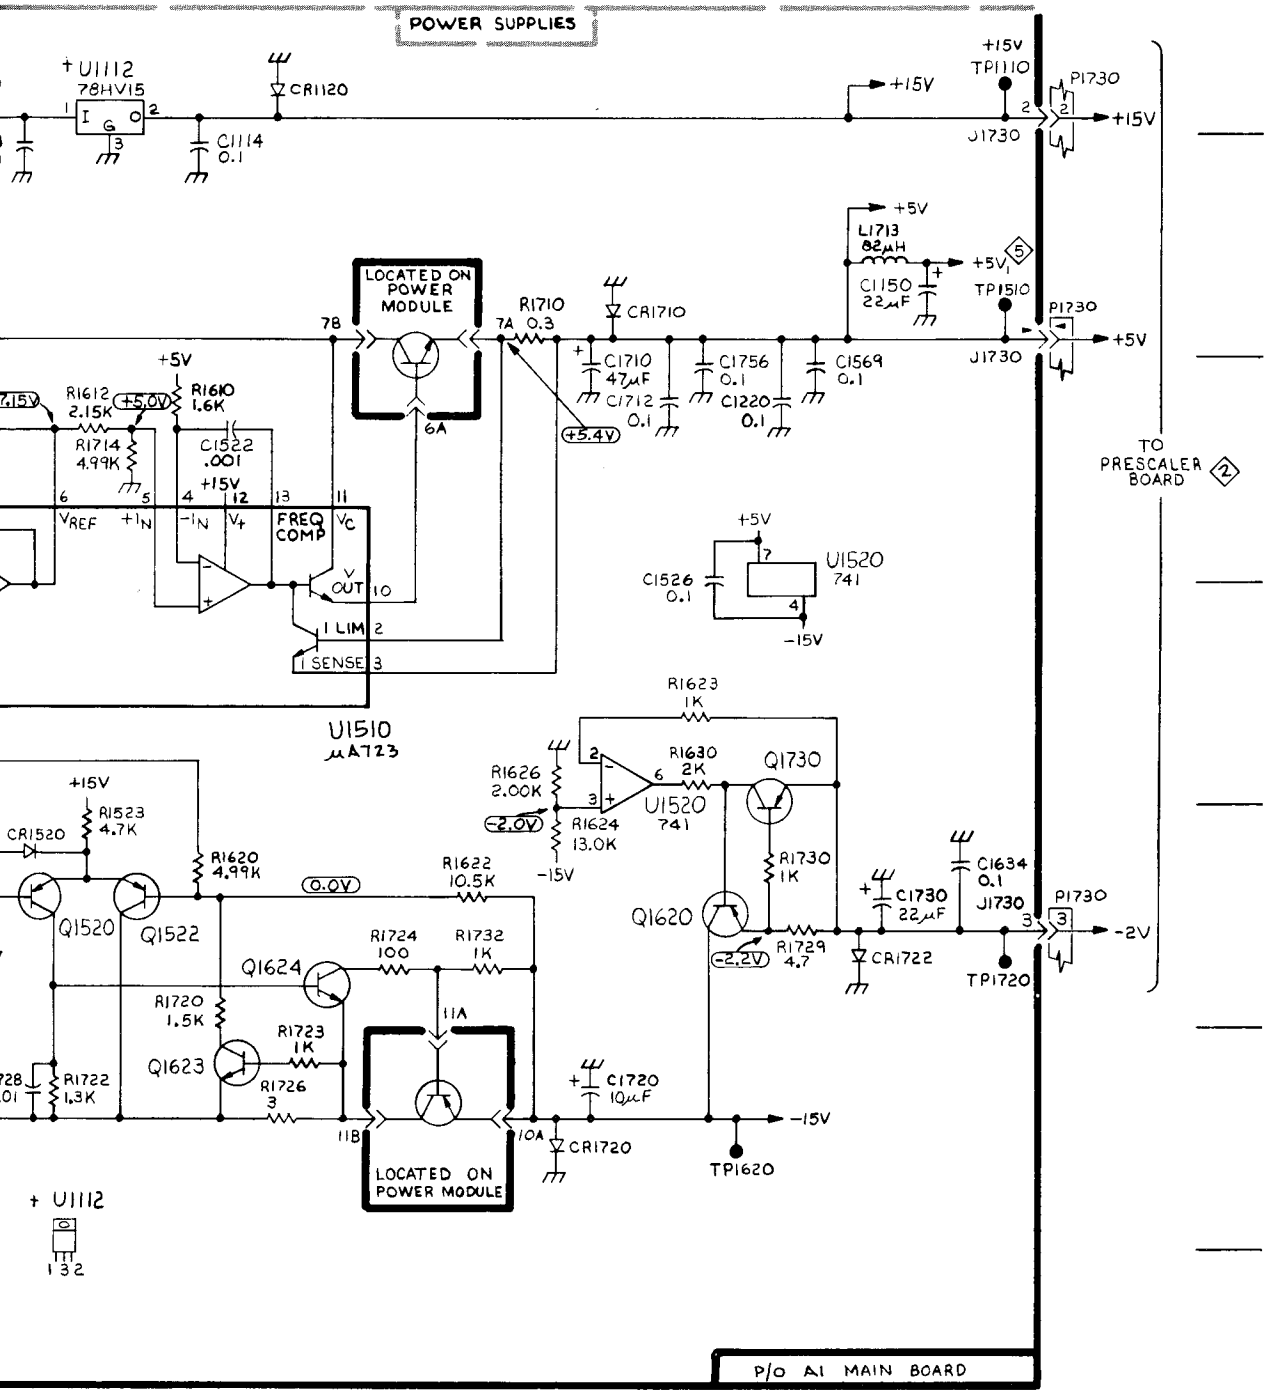 POWER SUPPLIES
+ U1112
78HV15
1
I
O
2
G
3
C1114
0.1
CR1120
+15V
+15V
TP1110
P1730
2
2
+15V
J1730
+5V
L1713
82μH
+5V1
5
C1150
22μF
+
TP1510
P1730
+5V
J1730
LOCATED ON
POWER
MODULE
7B
7A
6A
R1710
0.3
CR1710
+
C1710
47μF
C1712
0.1
C1756
0.1
C1220
0.1
C1569
0.1
+5.4V
+5V
7.15V
R1612
2.15K
+5.0V
R1610
1.6K
R1714
4.99K
C1522
.001
+15V
6
5
4
12
13
11
VREF
+IN
-IN
V+
FREQ
COMP
VC
-
+
V
OUT
10
I LIM
2
I SENSE
3
U1510
μA723
TO
PRESCALER
BOARD
2
+5V
7
U1520
741
C1526
0.1
4
-15V
R1623
1K
R1626
2.00K
2
-
3
+
6
R1630
2K
Q1730
U1520
741
-2.0V
R1624
13.0K
-15V
R1730
1K
Q1620
-2.2V
R1729
4.7
+
C1730
22μF
C1634
0.1
J1730
P1730
3
3
-2V
CR1722
TP1720
+15V
R1523
4.7K
CR1520
R1620
4.99K
0.0V
R1622
10.5K
Q1520
Q1522
R1724
100
R1732
1K
Q1624
R1720
1.5K
11A
R1723
1K
Q1623
R1726
3
728
.01
R1722
1.3K
11B
10A
LOCATED ON
POWER MODULE
+
C1720
10μF
CR1720
-15V
TP1620
+ U1112
1 3 2
P/O A1 MAIN BOARD